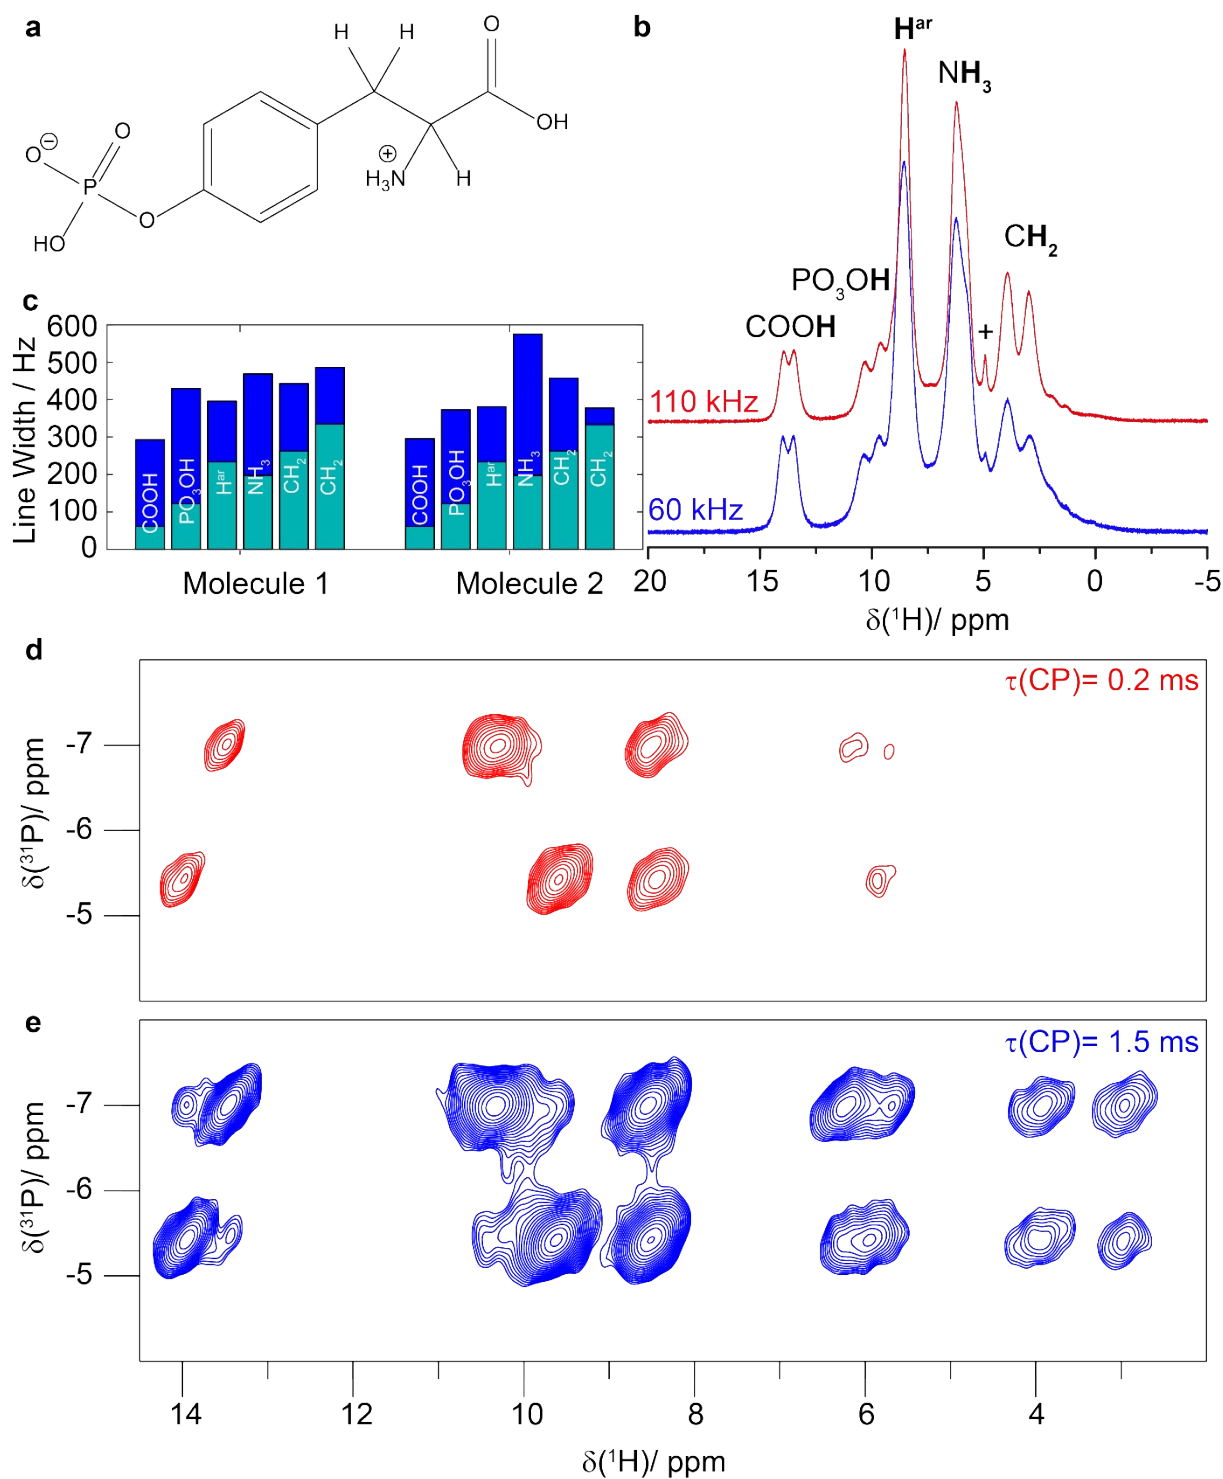 a
H H O
OH
O
O⊖
P
HO
O
⊕
H₃N
H
b
Hᵃʳ
NH₃
CH₂
PO₃OH
COOH
+
110 kHz
60 kHz
20 15 10 5 0 -5
δ(¹H)/ ppm
c
Line Width / Hz
600
500
400
300
200
100
0
COOH PO₃OH Hᵃʳ NH₃ CH₂ CH₂
COOH PO₃OH Hᵃʳ NH₃ CH₂ CH₂
Molecule 1 Molecule 2
d
τ(CP)= 0.2 ms
δ(³¹P)/ ppm
-7
-6
-5
e
τ(CP)= 1.5 ms
δ(³¹P)/ ppm
-7
-6
-5
14 12 10 8 6 4
δ(¹H)/ ppm